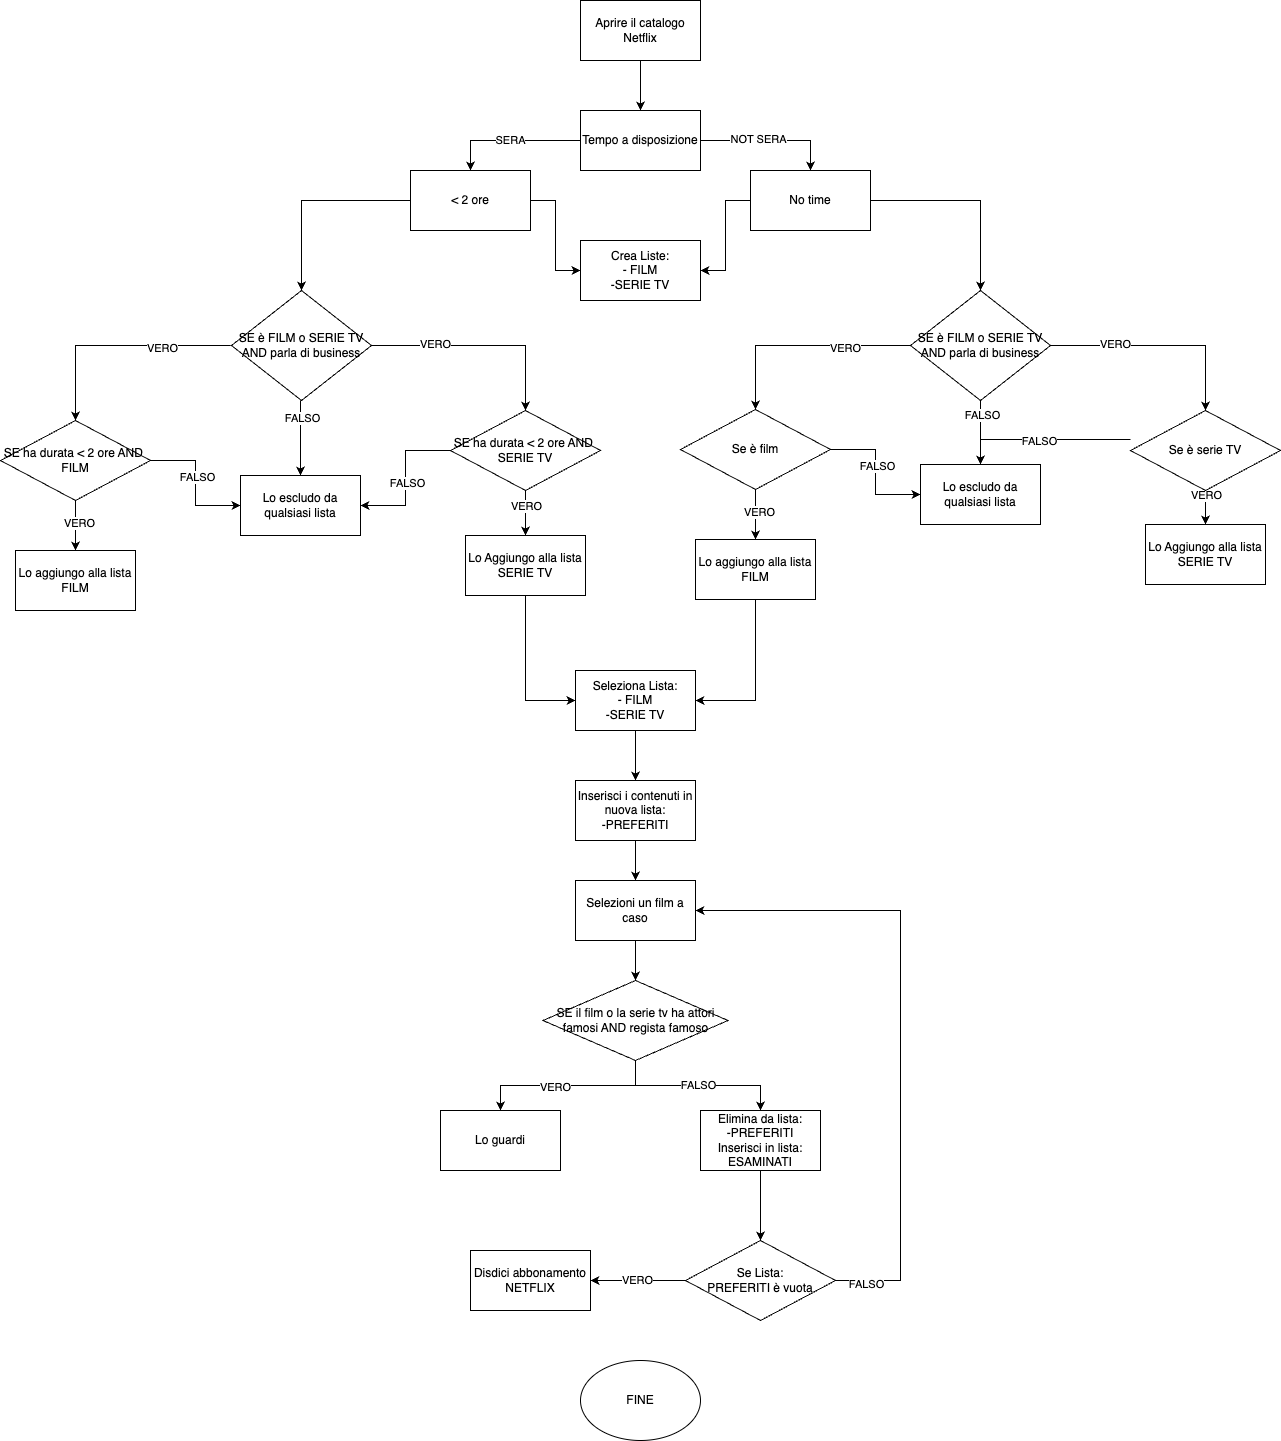 Aprire il catalogo
Netflix
Tempo a disposizione
SERA
NOT SERA
< 2 ore
No time
Crea Liste:
- FILM
-SERIE TV
SE è FILM o SERIE TV
AND parla di business
SE è FILM o SERIE TV
AND parla di business
VERO
VERO
VERO
VERO
FALSO
FALSO
SE ha durata < 2 ore AND
FILM
SE ha durata < 2 ore AND
SERIE TV
Se è film
Se è serie TV
FALSO
FALSO
FALSO
FALSO
Lo escludo da
qualsiasi lista
Lo escludo da
qualsiasi lista
VERO
VERO
VERO
VERO
Lo aggiungo alla lista
FILM
Lo Aggiungo alla lista
SERIE TV
Lo aggiungo alla lista
FILM
Lo Aggiungo alla lista
SERIE TV
Seleziona Lista:
- FILM
-SERIE TV
Inserisci i contenuti in
nuova lista:
-PREFERITI
Selezioni un film a
caso
SE il film o la serie tv ha attori
famosi AND regista famoso
VERO
FALSO
Lo guardi
Elimina da lista:
-PREFERITI
Inserisci in lista:
ESAMINATI
Disdici abbonamento
NETFLIX
VERO
Se Lista:
PREFERITI è vuota
FALSO
FINE